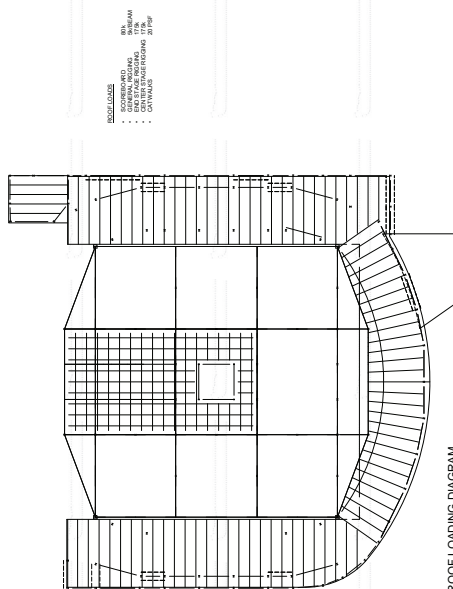 ROOF LOADS
• SCOREBOARD 80k
• GENERAL RIGGING 5k/BEAM
• END STAGE RIGGING 175k
• CENTER STAGE RIGGING 175k
• CATWALKS 20 PSF
ROOF LOADING DIAGRAM